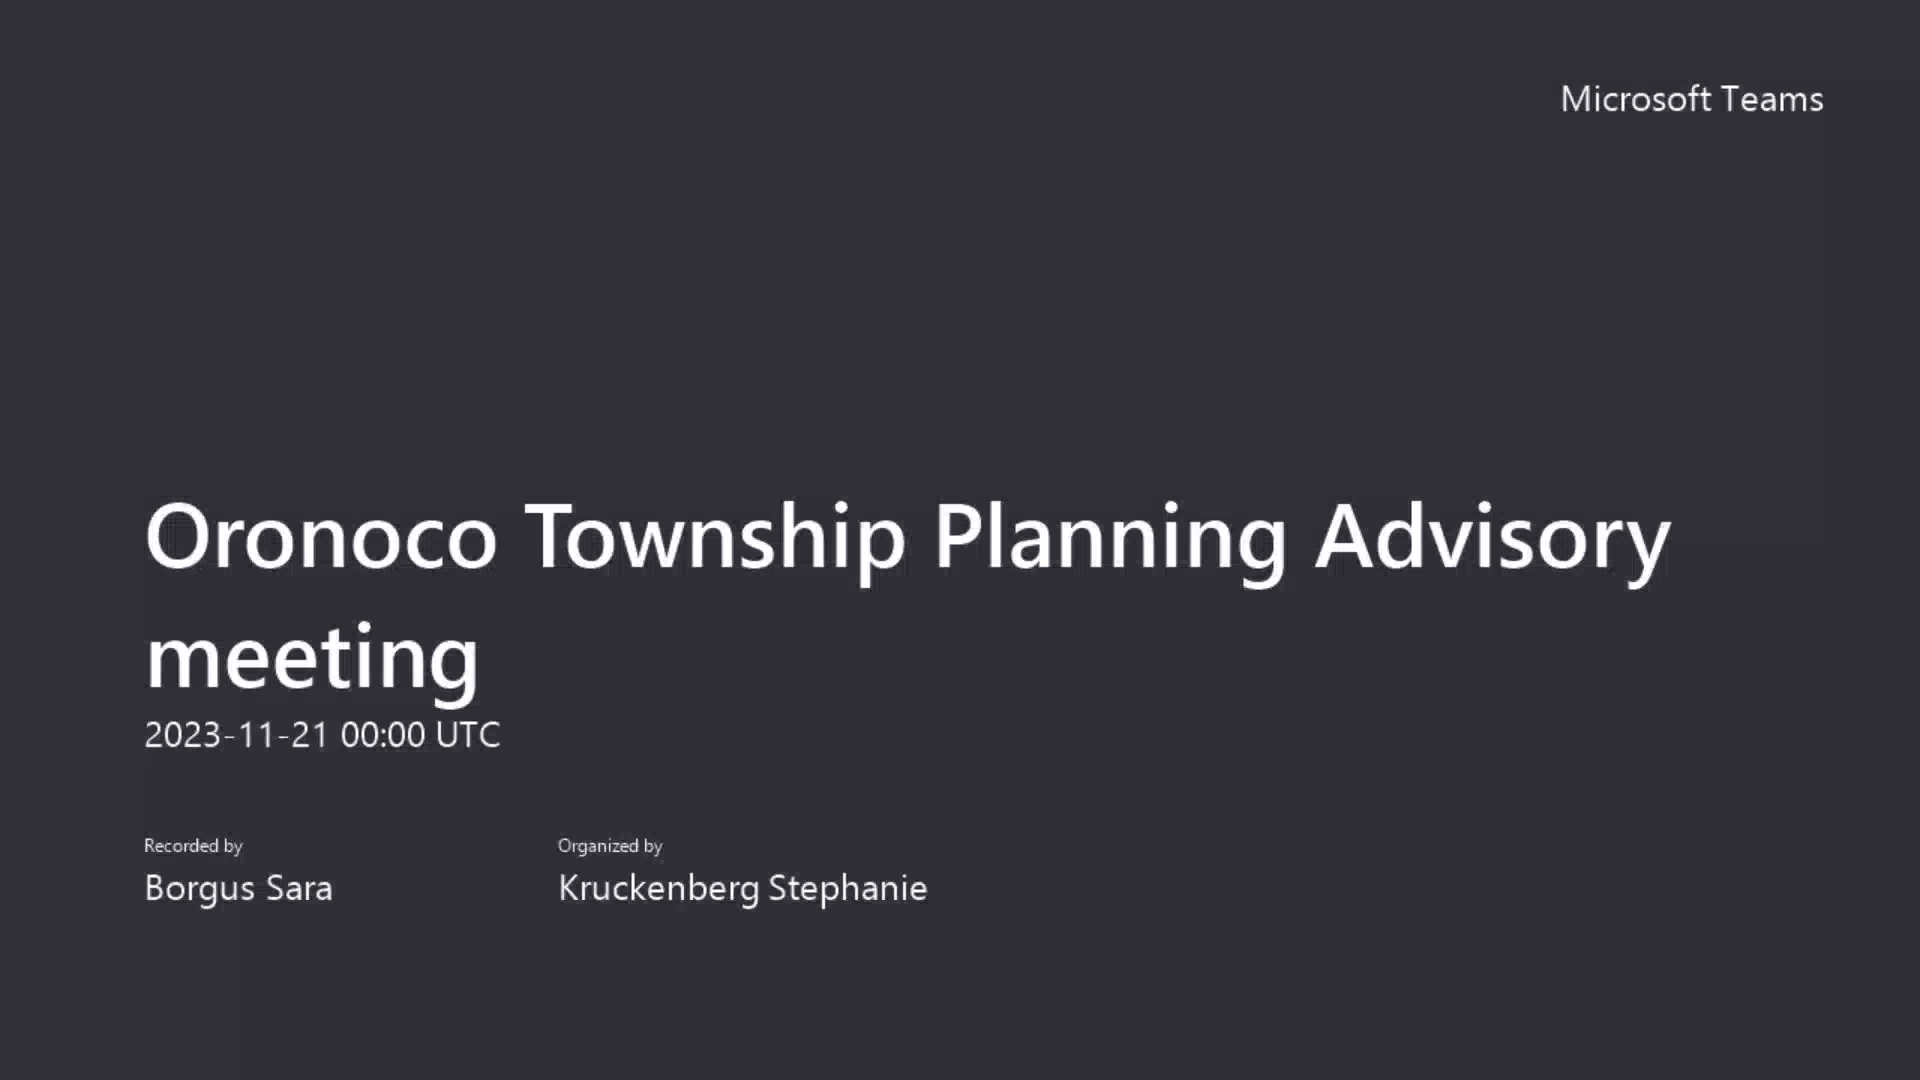 Microsoft Teams
Oronoco Township Planning Advisory
meeting
2023-11-21 00:00 UTC
Recorded by
Organized by
Borgus Sara
Kruckenberg Stephanie